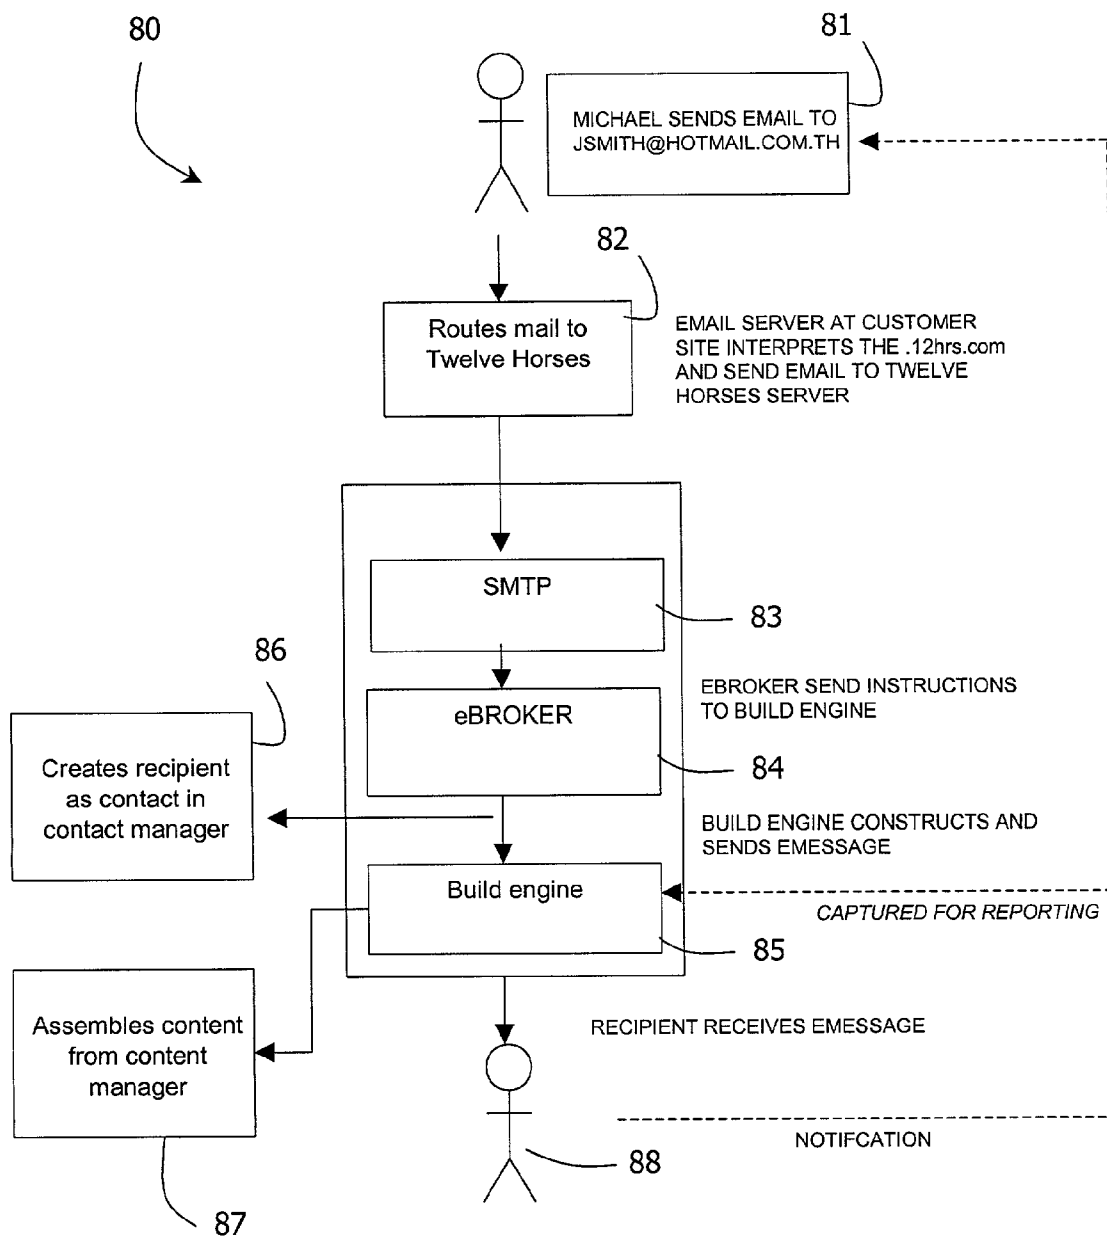 80
81
MICHAEL SENDS EMAIL TO
JSMITH@HOTMAIL.COM.TH
82
Routes mail to
Twelve Horses
EMAIL SERVER AT CUSTOMER
SITE INTERPRETS THE .12hrs.com
AND SEND EMAIL TO TWELVE
HORSES SERVER
SMTP
83
86
EBROKER SEND INSTRUCTIONS
TO BUILD ENGINE
eBROKER
84
Creates recipient
as contact in
contact manager
BUILD ENGINE CONSTRUCTS AND
SENDS EMESSAGE
Build engine
CAPTURED FOR REPORTING
85
Assembles content
from content
manager
RECIPIENT RECEIVES EMESSAGE
NOTIFCATION
88
87